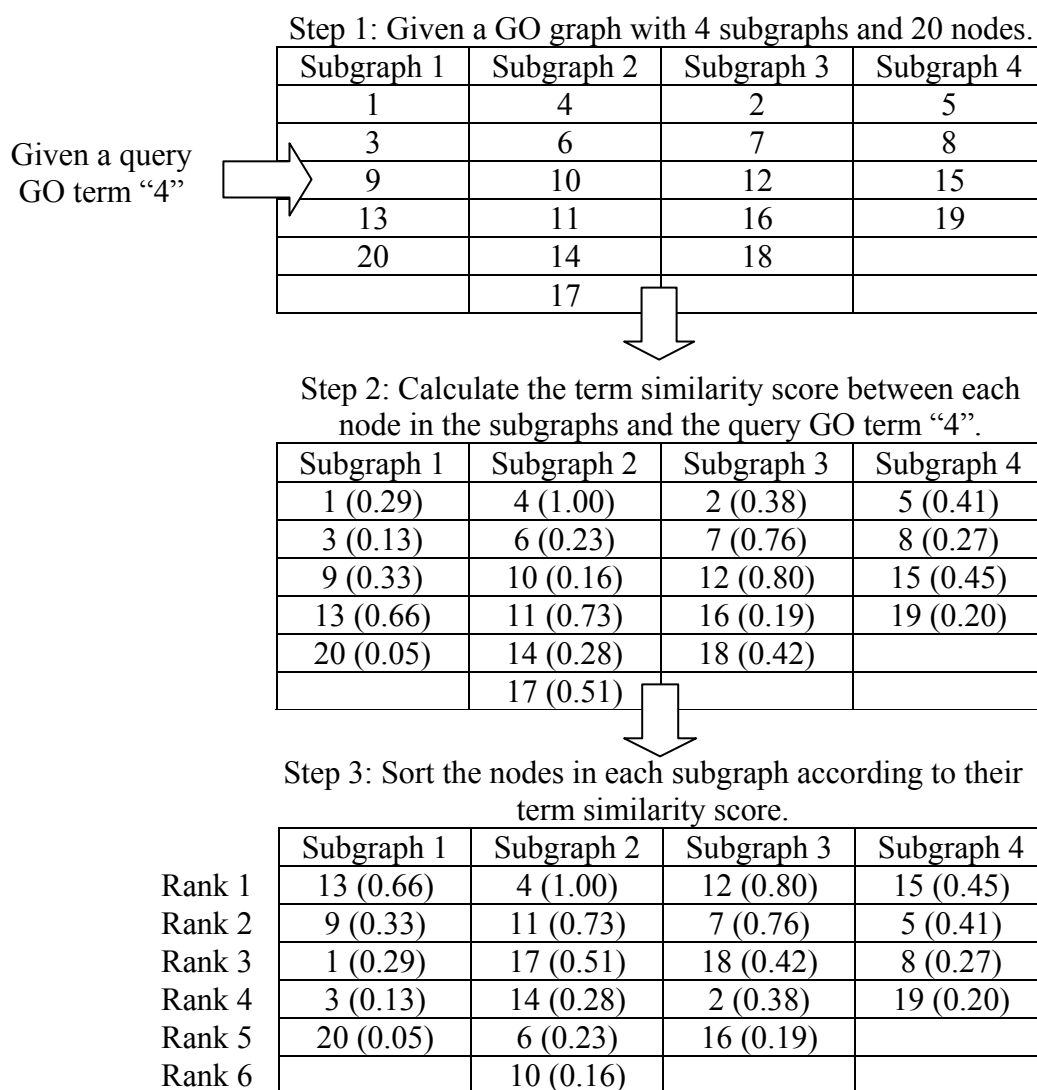 Step 1: Given a GO graph with 4 subgraphs and 20 nodes.
Subgraph 1 Subgraph 2 Subgraph 3 Subgraph 4
1 4 2 5
3 6 7 8
9 10 12 15
13 11 16 19
20 14 18
17
Given a query
GO term “4”
Step 2: Calculate the term similarity score between each
node in the subgraphs and the query GO term “4”.
Subgraph 1 Subgraph 2 Subgraph 3 Subgraph 4
1 (0.29) 4 (1.00) 2 (0.38) 5 (0.41)
3 (0.13) 6 (0.23) 7 (0.76) 8 (0.27)
9 (0.33) 10 (0.16) 12 (0.80) 15 (0.45)
13 (0.66) 11 (0.73) 16 (0.19) 19 (0.20)
20 (0.05) 14 (0.28) 18 (0.42)
17 (0.51)
Step 3: Sort the nodes in each subgraph according to their
term similarity score.
Subgraph 1 Subgraph 2 Subgraph 3 Subgraph 4
Rank 1 13 (0.66) 4 (1.00) 12 (0.80) 15 (0.45)
Rank 2 9 (0.33) 11 (0.73) 7 (0.76) 5 (0.41)
Rank 3 1 (0.29) 17 (0.51) 18 (0.42) 8 (0.27)
Rank 4 3 (0.13) 14 (0.28) 2 (0.38) 19 (0.20)
Rank 5 20 (0.05) 6 (0.23) 16 (0.19)
Rank 6 10 (0.16)